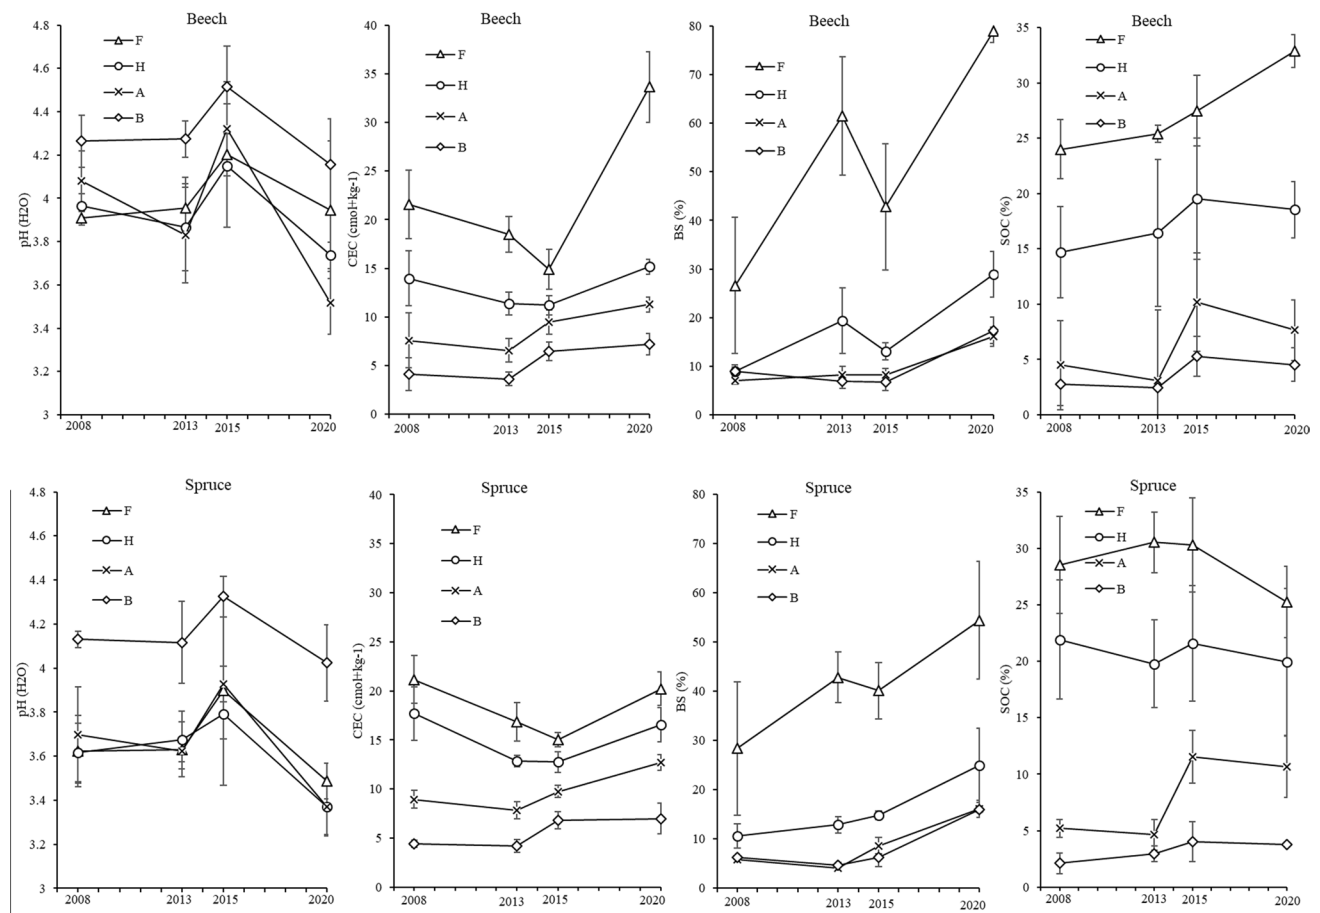 Beech
4.8
4.6
4.4
4.2
4
3.8
3.6
3.4
3.2
3
pH (H2O)
F
H
A
B
2008
2013
2015
2020
Beech
40
35
30
25
20
15
10
5
0
CEC (cmol+kg-1)
F
H
A
B
2008
2013
2015
2020
Beech
80
70
60
50
40
30
20
10
0
BS (%)
F
H
A
B
2008
2013
2015
2020
Beech
35
30
25
20
15
10
5
0
SOC (%)
F
H
A
B
2008
2013
2015
2020
Spruce
4.8
4.6
4.4
4.2
4
3.8
3.6
3.4
3.2
3
pH (H2O)
F
H
A
B
2008
2013
2015
2020
Spruce
40
35
30
25
20
15
10
5
0
CEC (cmol+kg-1)
F
H
A
B
2008
2013
2015
2020
Spruce
80
70
60
50
40
30
20
10
0
BS (%)
F
H
A
B
2008
2013
2015
2020
Spruce
35
30
25
20
15
10
5
0
SOC (%)
F
H
A
B
2008
2013
2015
2020